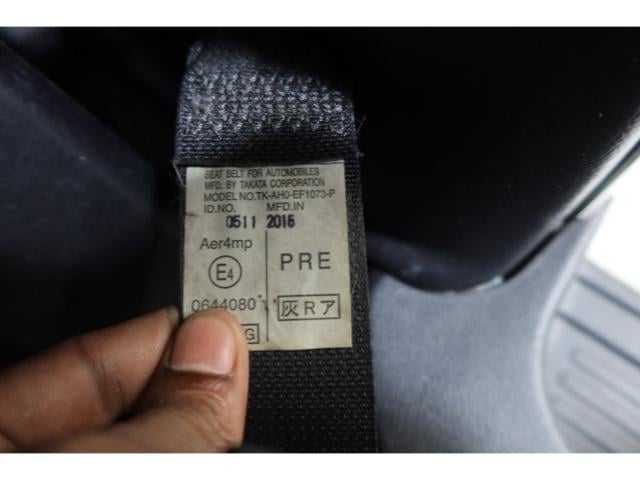 SEAT BELT FOR AUTOMOBILES
MFD. BY TAKATA CORPORATION
MODEL NO.TK-AH0-EF1073-P
ID.NO. MFD.IN
0511 2015
Aer4mp
E4
PRE
0644080
灰Rア
G